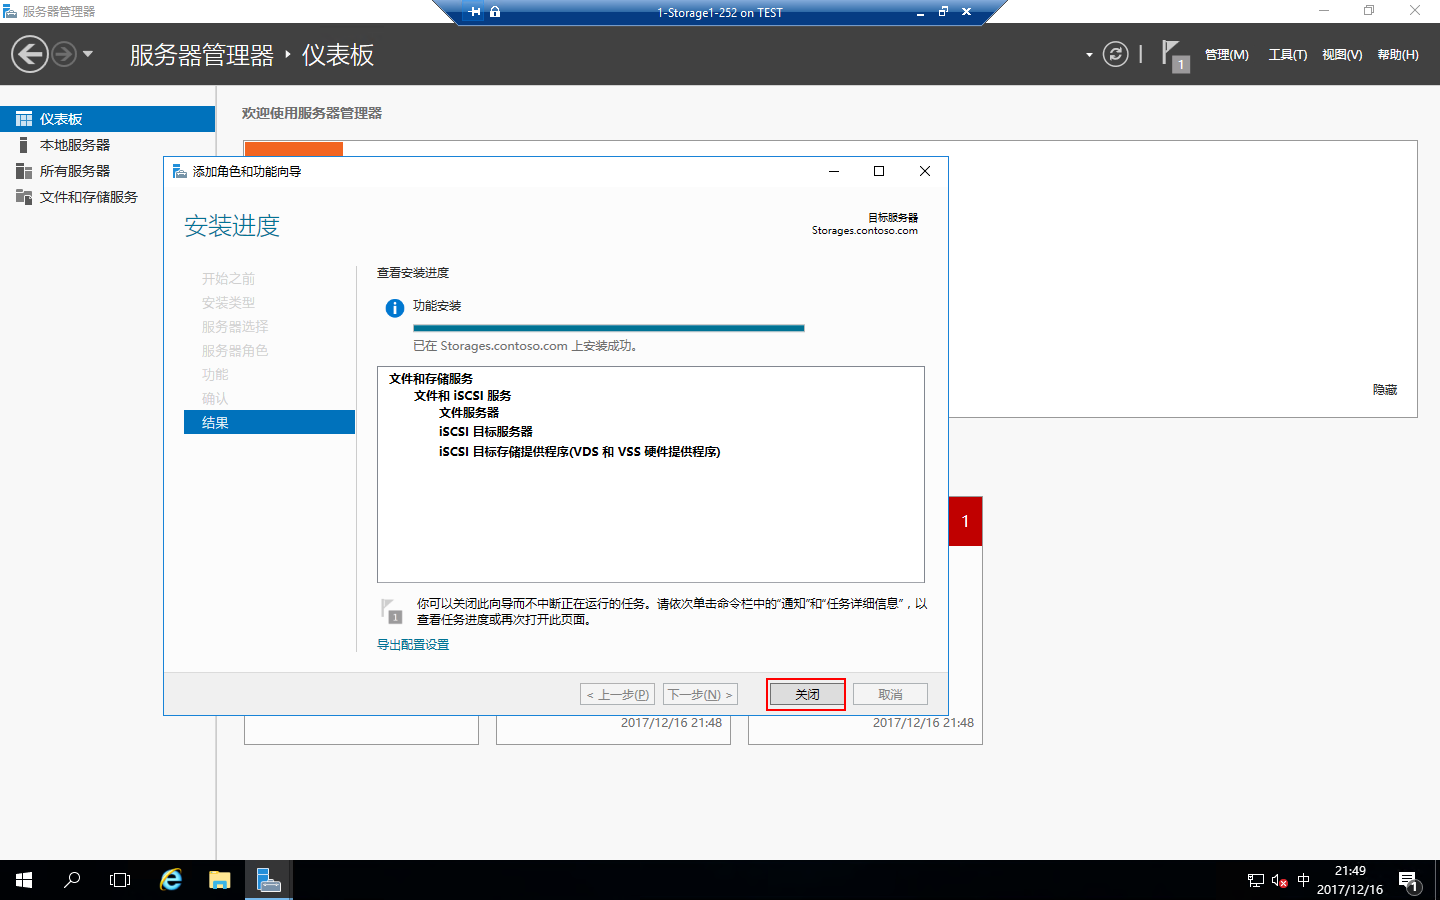 服务器管理器
1-Storage1-252 on TEST
服务器管理器 · 仪表板
1
管理(M)
工具(T)
视图(V)
帮助(H)
仪表板
本地服务器
所有服务器
文件和存储服务
欢迎使用服务器管理器
隐藏
添加角色和功能向导
安装进度
目标服务器
Storages.contoso.com
开始之前
安装类型
服务器选择
服务器角色
功能
确认
结果
查看安装进度
功能安装
已在 Storages.contoso.com 上安装成功。
文件和存储服务
文件和 iSCSI 服务
文件服务器
iSCSI 目标服务器
iSCSI 目标存储提供程序(VDS 和 VSS 硬件提供程序)
1
你可以关闭此向导而不中断正在运行的任务。请依次单击命令栏中的"通知"和"任务详细信息"，以
查看任务进度或再次打开此页面。
导出配置设置
< 上一步(P)
下一步(N) >
关闭
取消
1
2017/12/16 21:48
2017/12/16 21:48
中
21:49
2017/12/16
1